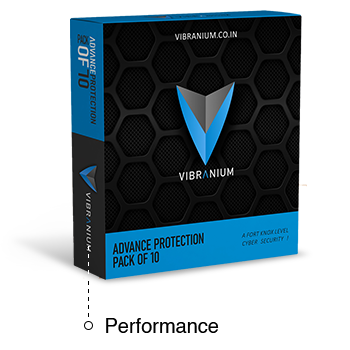 VIBRANIUM.CO.IN
ADVANCE PROTECTION
PACK
OF 10
VIBRANIUM
VIBRANIUM
ADVANCE PROTECTION
PACK OF 10
A FORT KNOX LEVEL
CYBER SECURITY !
Performance